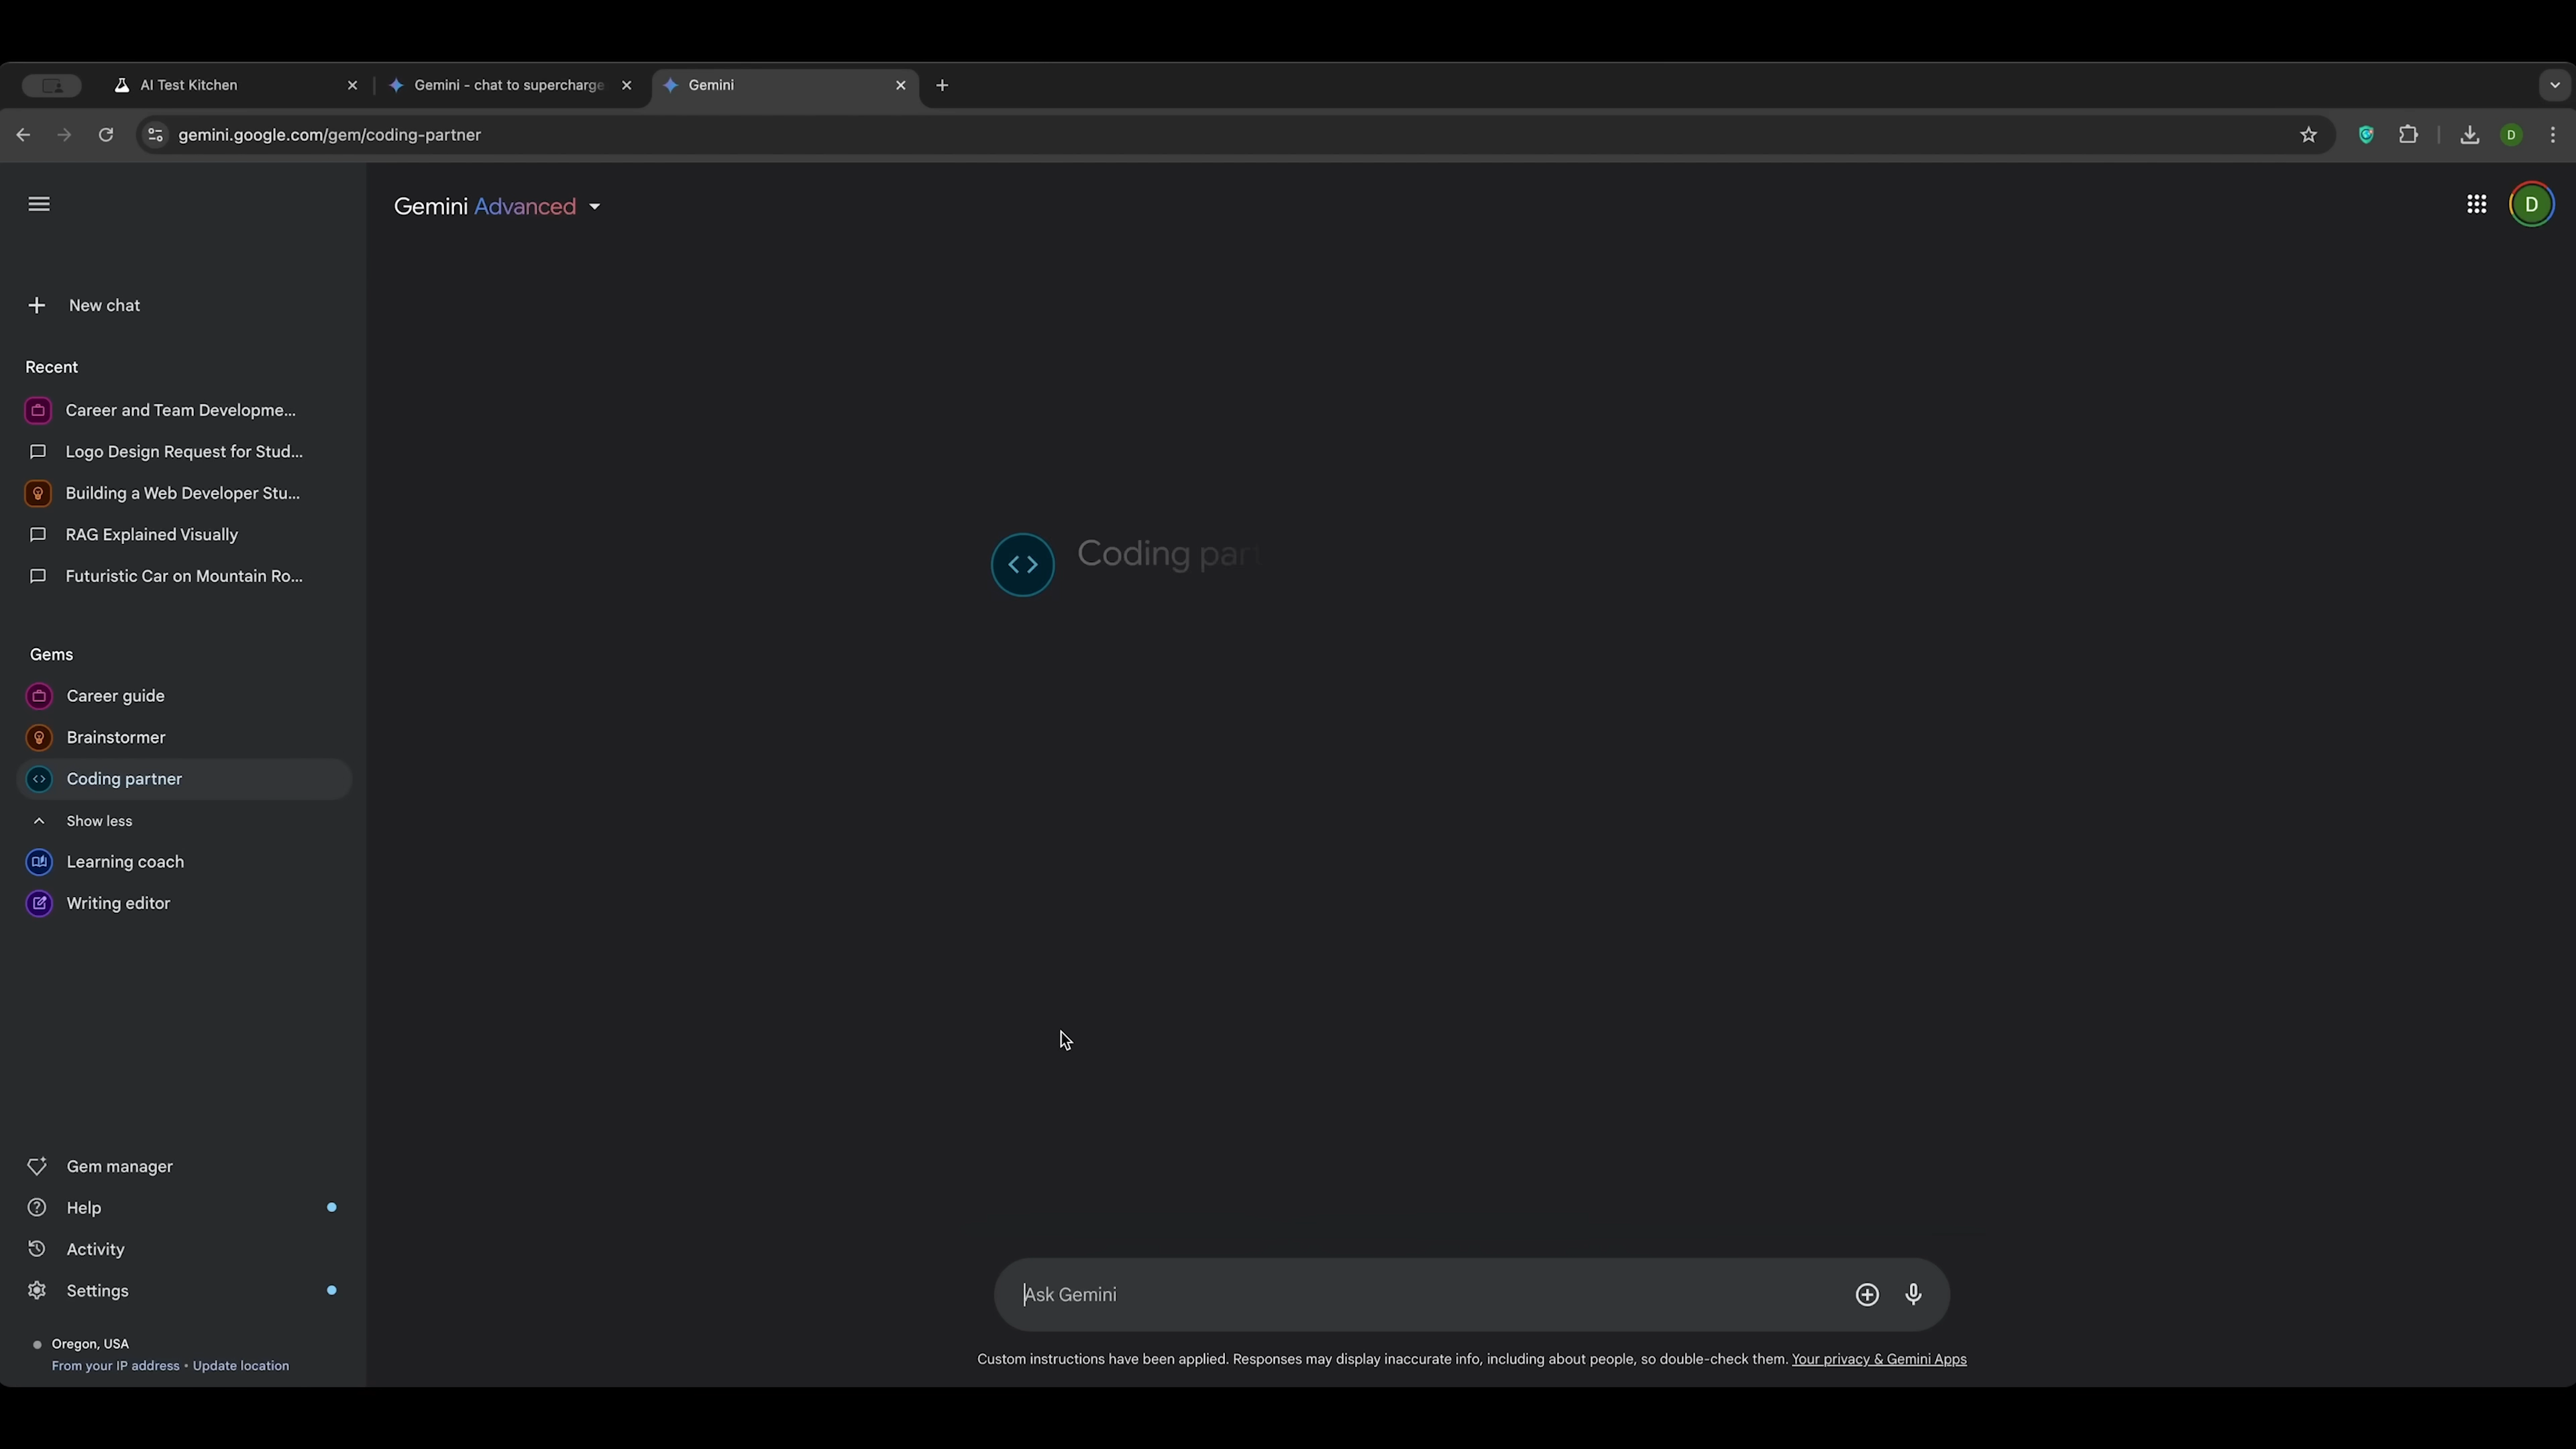 AI Test Kitchen
Gemini - chat to supercharge
Gemini
gemini.google.com/gem/coding-partner
D
Gemini Advanced
D
New chat
Recent
Career and Team Developme...
Logo Design Request for Stud...
Building a Web Developer Stu...
RAG Explained Visually
Futuristic Car on Mountain Ro...
Gems
Career guide
Brainstormer
Coding partner
Show less
Learning coach
Writing editor
Gem manager
Help
Activity
Settings
Oregon, USA
From your IP address • Update location
Coding part
Ask Gemini
Custom instructions have been applied. Responses may display inaccurate info, including about people, so double-check them. Your privacy & Gemini Apps